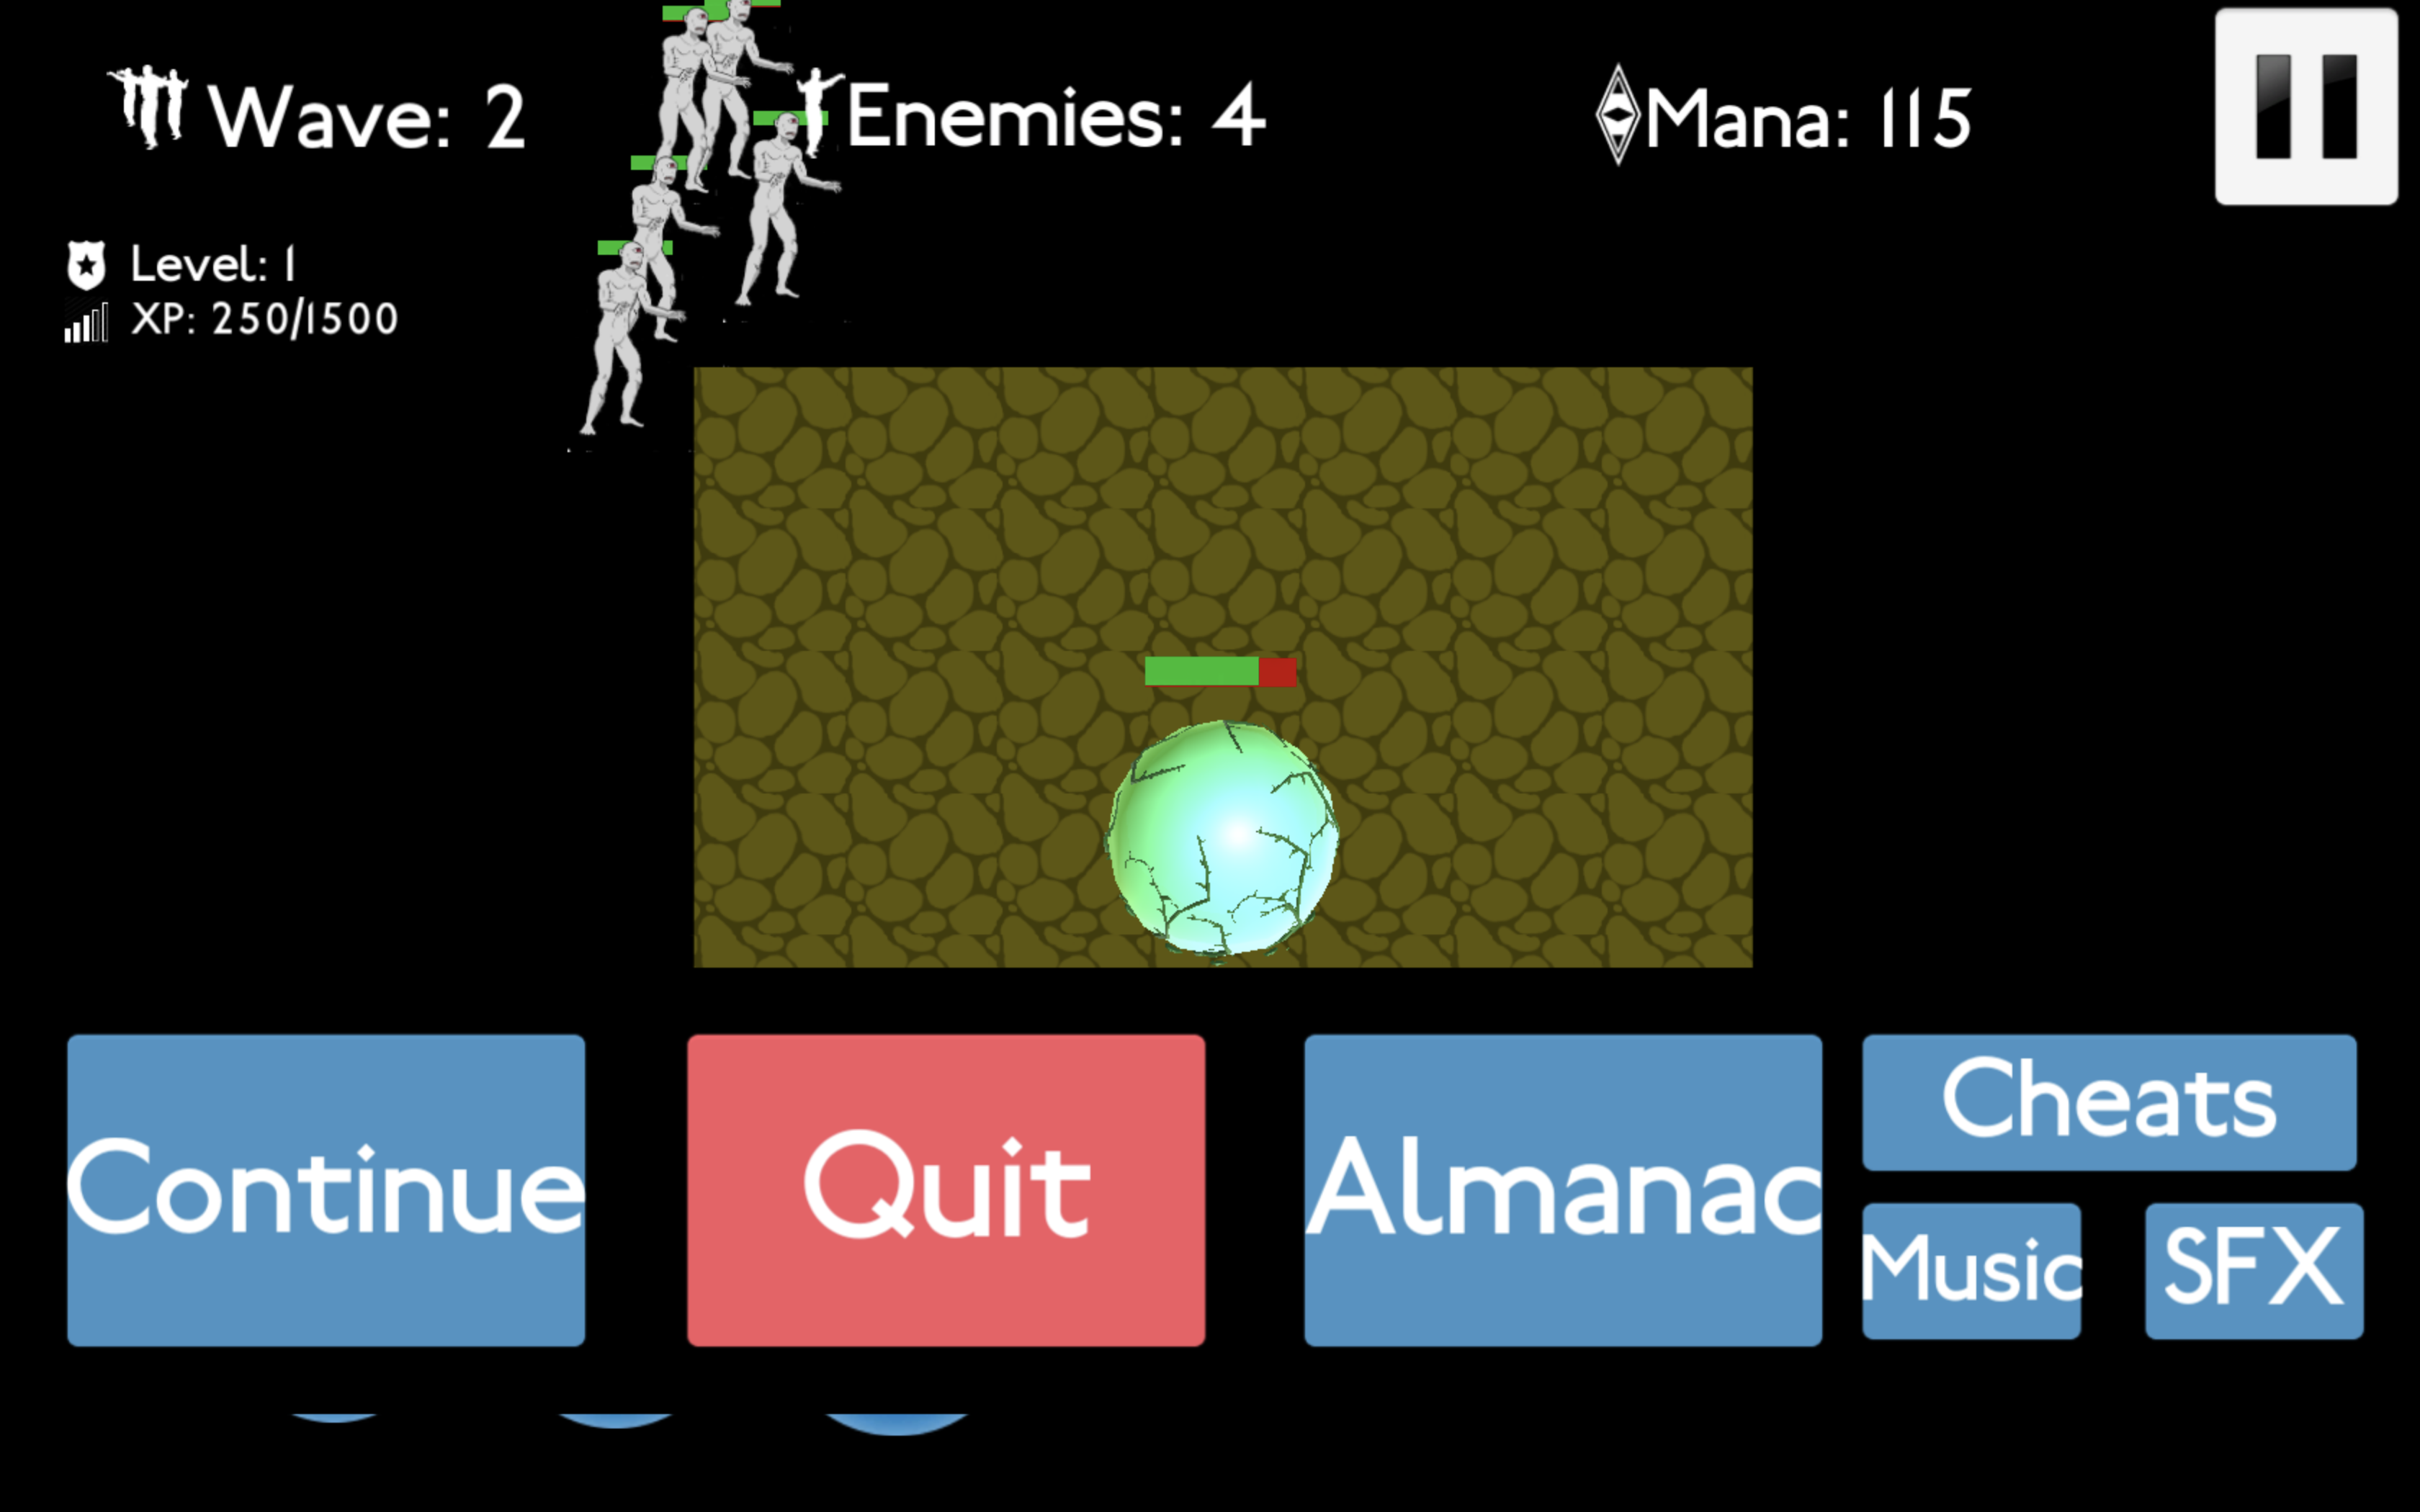 Wave: 2
Enemies: 4
Mana: 115
Level: 1
XP: 250/1500
Continue
Quit
Almanac
Cheats
Music
SFX